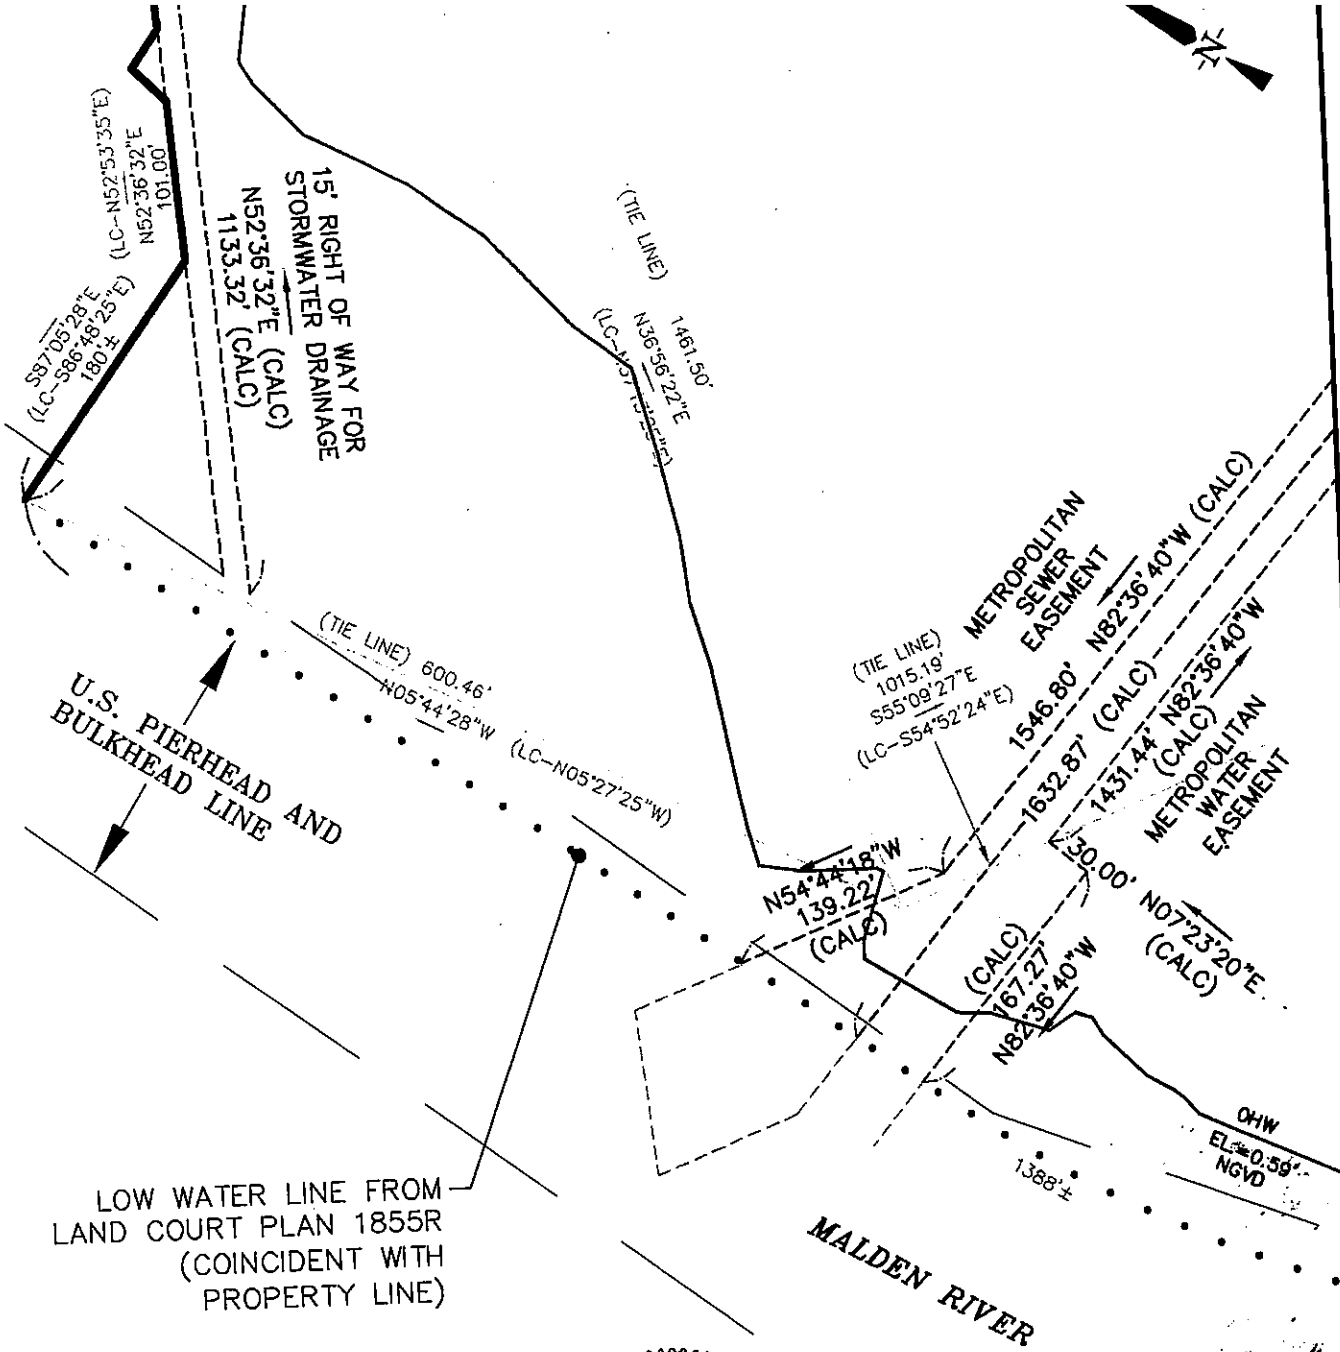 -N-
(LC-N52°53'35"E)
N52°36'32"E
101.00'
S87°05'28"E
(LC-S86°48'25"E)
180'±
15' RIGHT OF WAY FOR
STORMWATER DRAINAGE
N52°36'32"E (CALC)
1133.32' (CALC)
(TIE LINE)
1461.50'
N36°56'22"E
(TIE LINE) 600.46'
N05°44'28"W
(LC-N05°27'25"W)
U.S. PIERHEAD AND
BULKHEAD LINE
METROPOLITAN
SEWER
EASEMENT
1546.80' N82°36'40"W (CALC)
1632.87' (CALC)
1431.44' N82°36'40"W
(CALC)
METROPOLITAN
WATER
EASEMENT
(TIE LINE)
1015.19'
S55°09'27"E
(LC-S54°52'24"E)
N54°44'18"W
139.22'
(CALC)
30.00' N07°23'20"E
(CALC)
(CALC)
167.27'
N82°36'40"W
OHW
EL=0.59'
NGVD
1388'±
LOW WATER LINE FROM
LAND COURT PLAN 1855R
(COINCIDENT WITH
PROPERTY LINE)
MALDEN RIVER